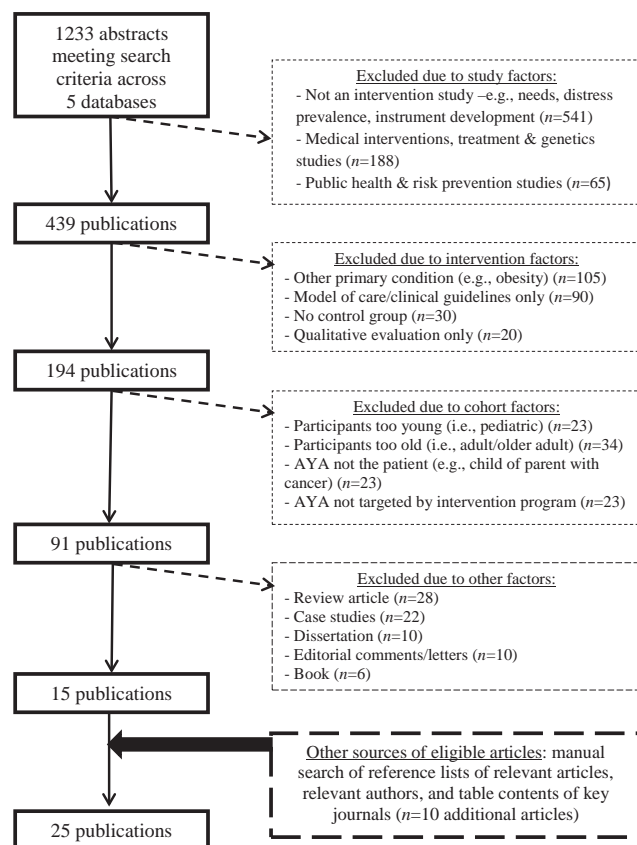 1233 abstracts
meeting search
criteria across
5 databases
Excluded due to study factors:
- Not an intervention study –e.g., needs, distress
prevalence, instrument development (n=541)
- Medical interventions, treatment & genetics
studies (n=188)
- Public health & risk prevention studies (n=65)
439 publications
Excluded due to intervention factors:
- Other primary condition (e.g., obesity) (n=105)
- Model of care/clinical guidelines only (n=90)
- No control group (n=30)
- Qualitative evaluation only (n=20)
194 publications
Excluded due to cohort factors:
- Participants too young (i.e., pediatric) (n=23)
- Participants too old (i.e., adult/older adult) (n=34)
- AYA not the patient (e.g., child of parent with
cancer) (n=23)
- AYA not targeted by intervention program (n=23)
91 publications
Excluded due to other factors:
- Review article (n=28)
- Case studies (n=22)
- Dissertation (n=10)
- Editorial comments/letters (n=10)
- Book (n=6)
15 publications
Other sources of eligible articles: manual
search of reference lists of relevant articles,
relevant authors, and table contents of key
journals (n=10 additional articles)
25 publications